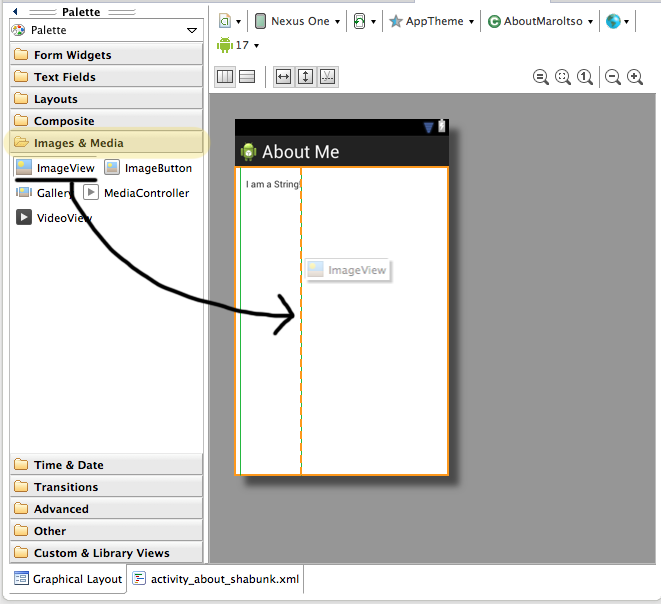 Palette
Palette
Form Widgets
Text Fields
Layouts
Composite
Images & Media
ImageView ImageButton
Gallery MediaController
VideoView
Time & Date
Transitions
Advanced
Other
Custom & Library Views
Graphical Layout activity_about_shabunk.xml
Nexus One AppTheme AboutMaroItso
17
About Me
I am a String!
ImageView